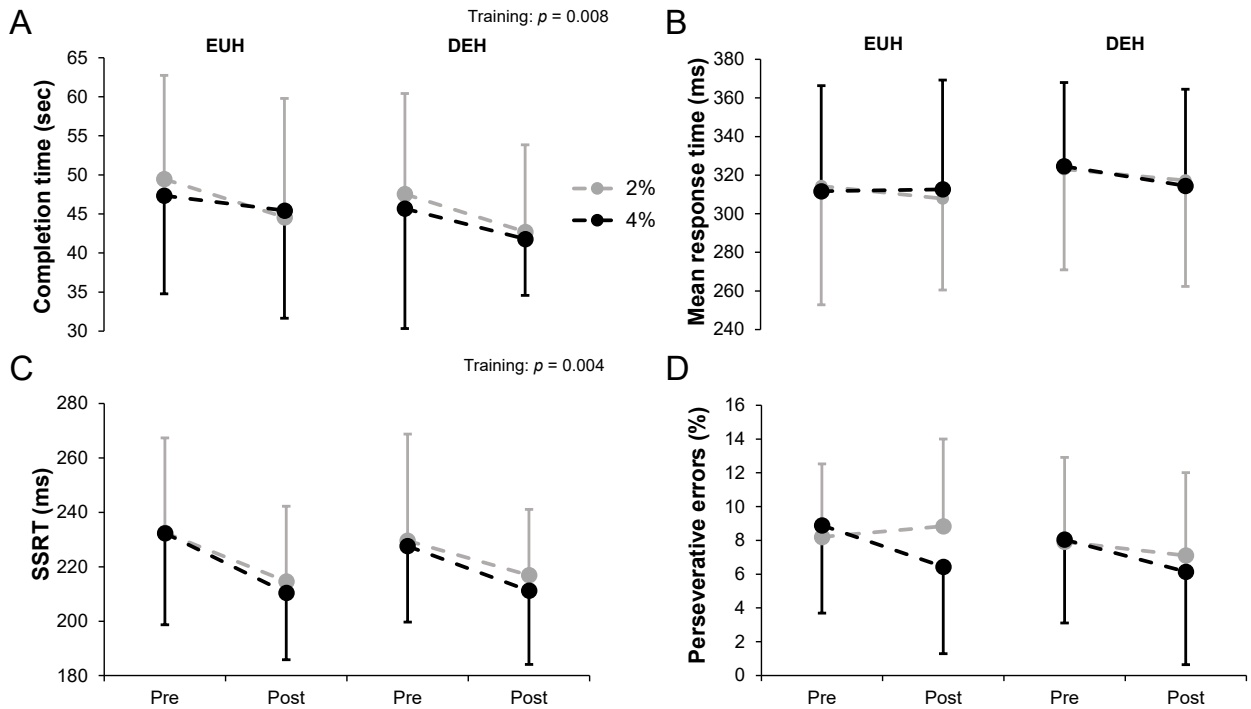 A
Training: p = 0.008
EUH
DEH
Completion time (sec)
65
60
55
50
45
40
35
30
2%
4%
B
EUH
DEH
Mean response time (ms)
380
360
340
320
300
280
260
240
C
Training: p = 0.004
SSRT (ms)
280
260
240
220
200
180
Pre
Post
Pre
Post
D
Perseverative errors (%)
16
14
12
10
8
6
4
2
0
Pre
Post
Pre
Post